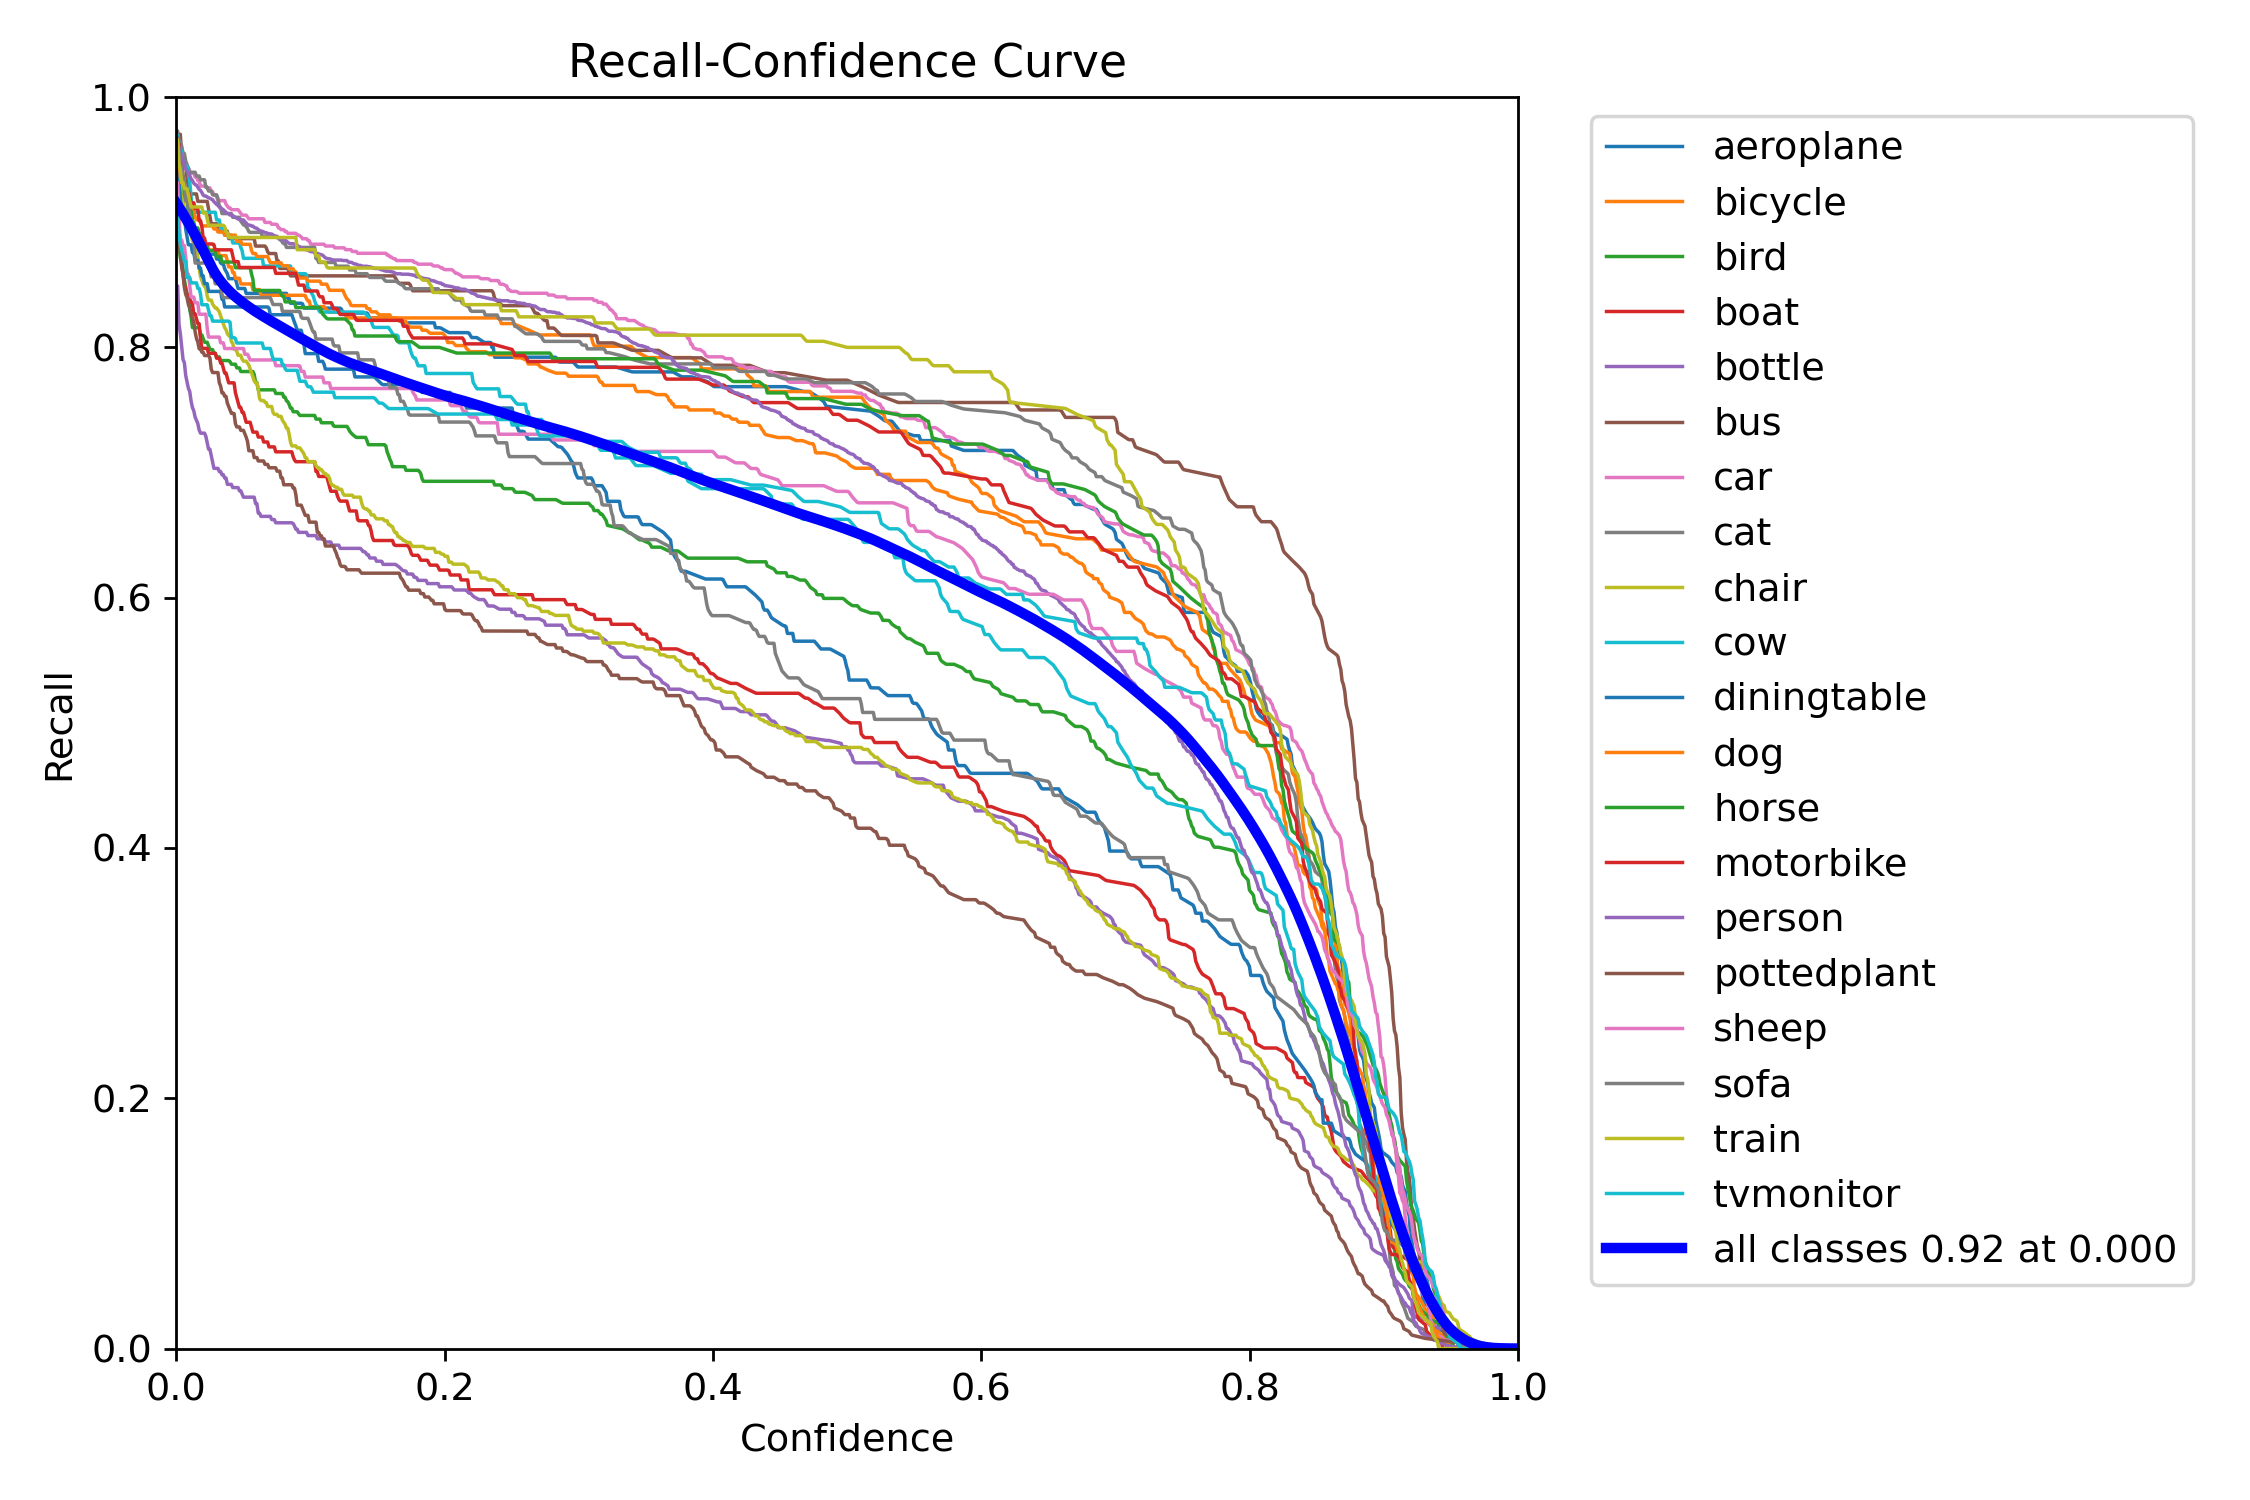 Recall-Confidence Curve
1.0
0.8
0.6
0.4
0.2
0.0
Recall
0.0 0.2 0.4 0.6 0.8 1.0
Confidence
aeroplane
bicycle
bird
boat
bottle
bus
car
cat
chair
cow
diningtable
dog
horse
motorbike
person
pottedplant
sheep
sofa
train
tvmonitor
all classes 0.92 at 0.000